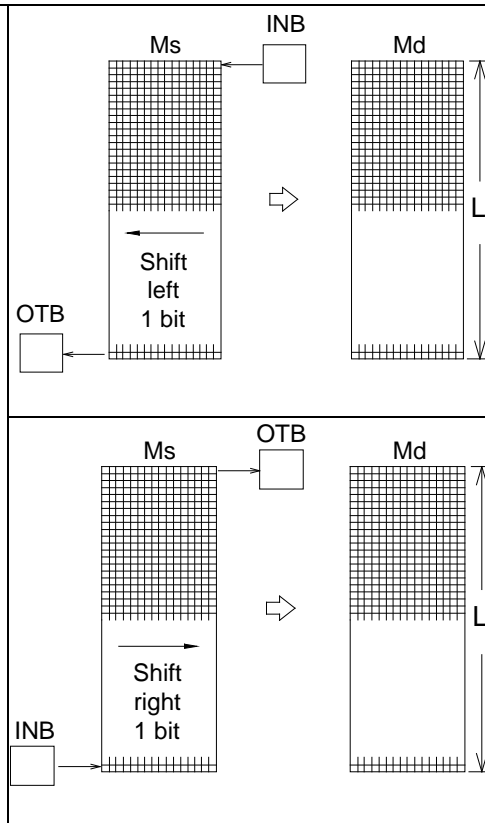 INB
Ms
Md
L
Shift
left
1 bit
OTB
OTB
Ms
Md
L
Shift
right
1 bit
INB